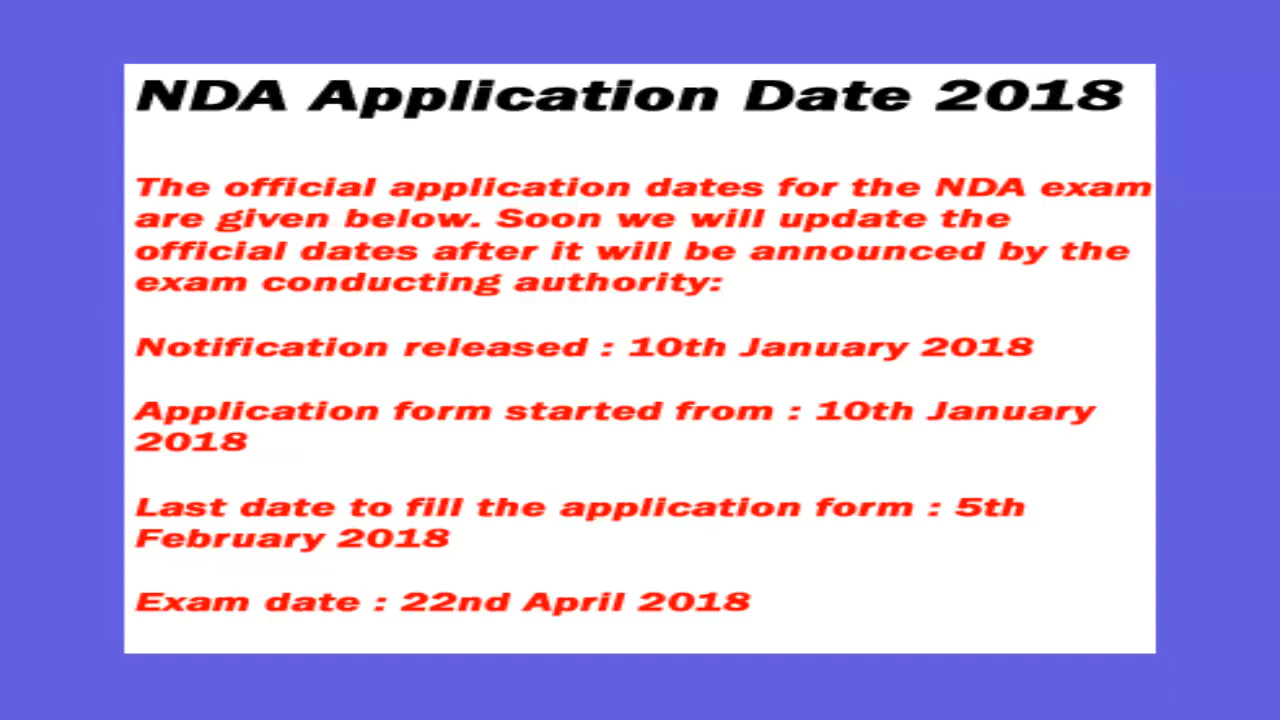 NDA Application Date 2018
The official application dates for the NDA exam
are given below. Soon we will update the
official dates after it will be announced by the
exam conducting authority:
Notification released : 10th January 2018
Application form started from : 10th January
2018
Last date to fill the application form : 5th
February 2018
Exam date : 22nd April 2018